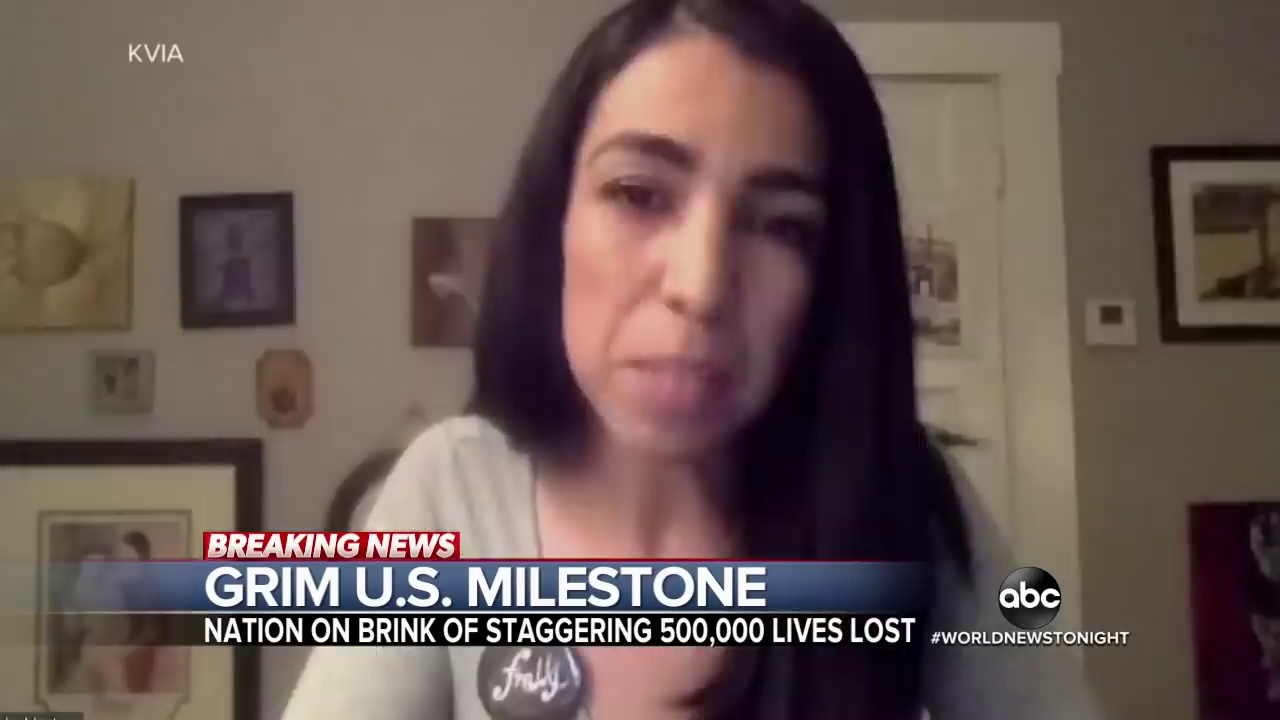 KVIA
BREAKING NEWS
GRIM U.S. MILESTONE
NATION ON BRINK OF STAGGERING 500,000 LIVES LOST
abc
#WORLDNEWSTONIGHT